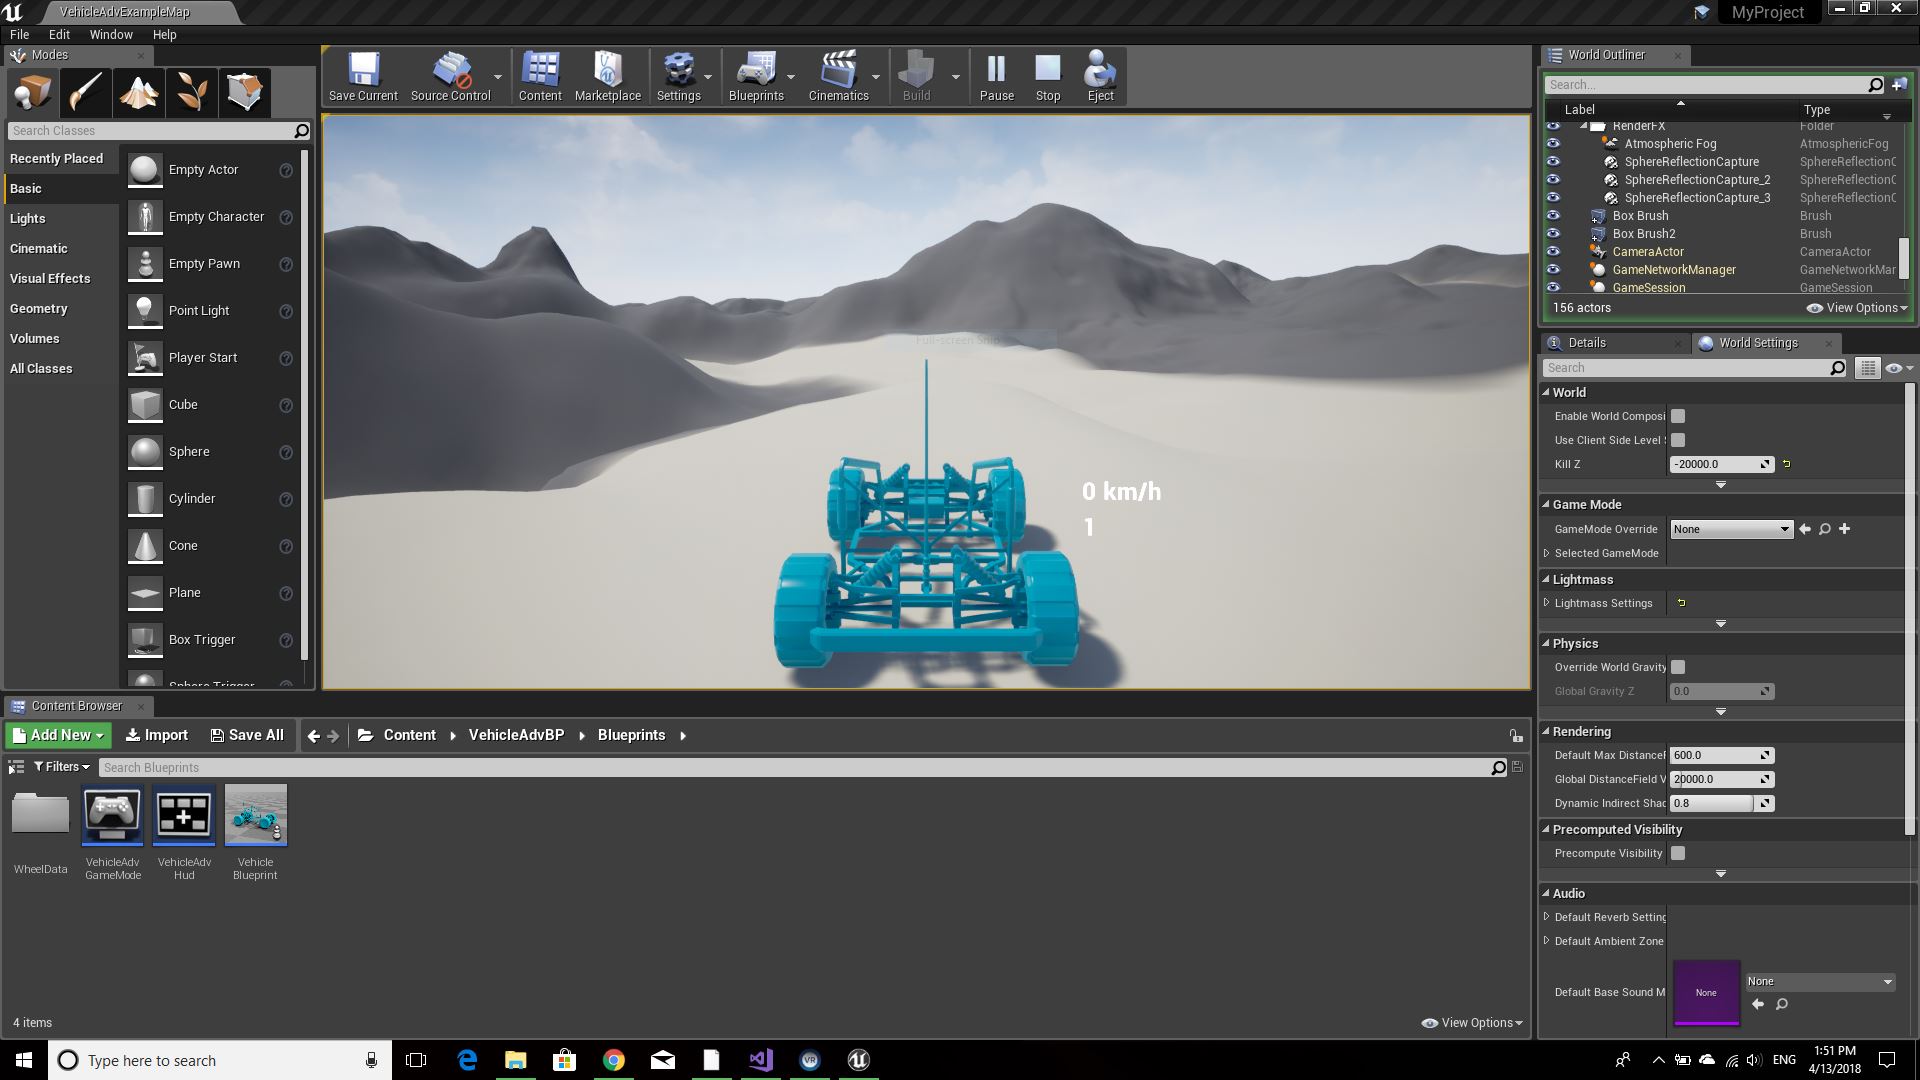 VehicleAdvExampleMap
MyProject
File Edit Window Help
Modes
Search Classes
Recently Placed
Basic
Lights
Cinematic
Visual Effects
Geometry
Volumes
All Classes
Empty Actor
Empty Character
Empty Pawn
Point Light
Player Start
Cube
Sphere
Cylinder
Cone
Plane
Box Trigger
Sphere Trigger
Save Current Source Control Content Marketplace Settings Blueprints Cinematics Build Pause Stop Eject
Full-screen Snip
0 km/h
1
World Outliner
Search...
Label Type
RenderFX Folder
Atmospheric Fog AtmosphericFog
SphereReflectionCapture SphereReflectionC
SphereReflectionCapture_2 SphereReflectionC
SphereReflectionCapture_3 SphereReflectionC
Box Brush Brush
Box Brush2 Brush
CameraActor CameraActor
GameNetworkManager GameNetworkMar
GameSession GameSession
156 actors View Options
Details World Settings
Search
World
Enable World Composi
Use Client Side Level S
Kill Z -20000.0
Game Mode
GameMode Override None
Selected GameMode
Lightmass
Lightmass Settings
Physics
Override World Gravity
Global Gravity Z 0.0
Rendering
Default Max DistanceF 600.0
Global DistanceField V 20000.0
Dynamic Indirect Shad 0.8
Precomputed Visibility
Precompute Visibility
Audio
Default Reverb Setting
Default Ambient Zone
Default Base Sound M None None
Content Browser
Add New Import Save All Content VehicleAdvBP Blueprints
Filters Search Blueprints
WheelData
VehicleAdv
GameMode
VehicleAdv
Hud
Vehicle
Blueprint
4 items View Options
Type here to search
VR
ENG
1:51 PM
4/13/2018